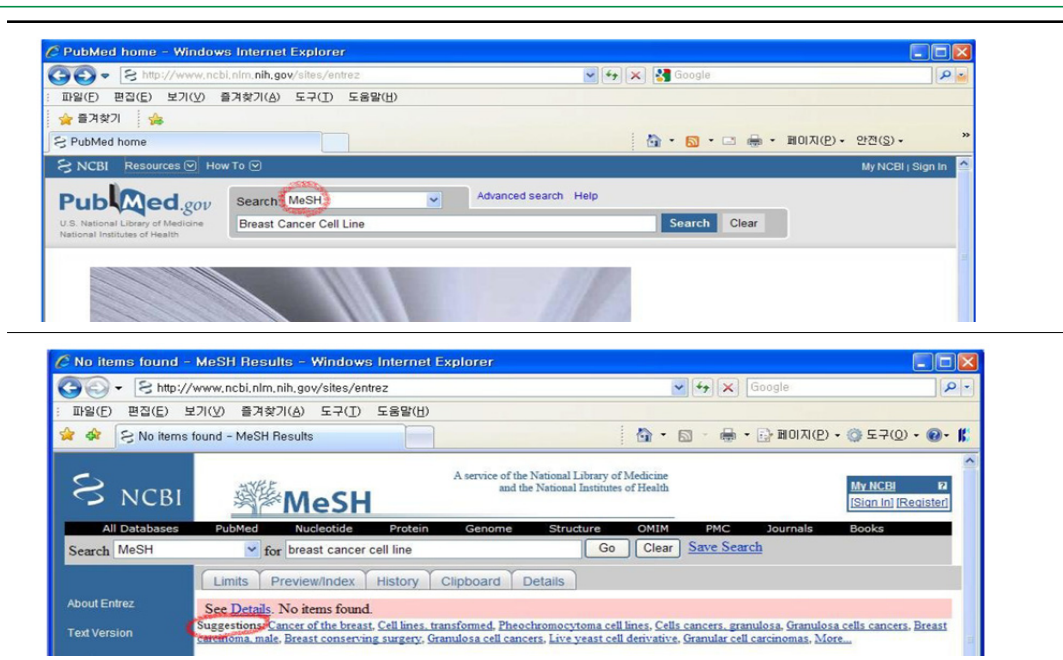 PubMed home - Windows Internet Explorer
http://www.ncbi.nlm.nih.gov/sites/entrez
Google
파일(F) 편집(E) 보기(V) 즐겨찾기(A) 도구(T) 도움말(H)
즐겨찾기
PubMed home
페이지(P) 안전(S)
NCBI Resources How To My NCBI | Sign In
PubMed.gov
U.S. National Library of Medicine
National Institutes of Health
Search: MeSH Advanced search Help
Breast Cancer Cell Line Search Clear
No items found - MeSH Results - Windows Internet Explorer
http://www.ncbi.nlm.nih.gov/sites/entrez Google
파일(F) 편집(E) 보기(V) 즐겨찾기(A) 도구(T) 도움말(H)
No items found - MeSH Results 페이지(P) 도구(O)
NCBI
MeSH
A service of the National Library of Medicine
and the National Institutes of Health
My NCBI
[Sign In] [Register]
All Databases PubMed Nucleotide Protein Genome Structure OMIM PMC Journals Books
Search MeSH for breast cancer cell line Go Clear Save Search
Limits Preview/Index History Clipboard Details
About Entrez
Text Version
See Details. No items found.
Suggestions: Cancer of the breast, Cell lines, transformed, Pheochromocytoma cell lines, Cells cancers, granulosa, Granulosa cells cancers, Breast
carcinoma, male, Breast conserving surgery, Granulosa cell cancers, Live yeast cell derivative, Granular cell carcinomas, More...